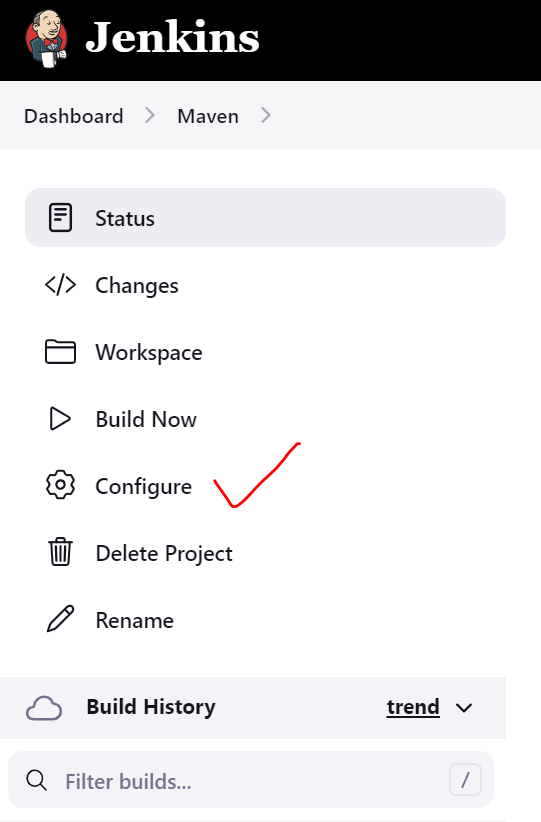 Jenkins
Dashboard > Maven >
Status
</> Changes
Workspace
Build Now
Configure
Delete Project
Rename
Build History trend
Filter builds... /